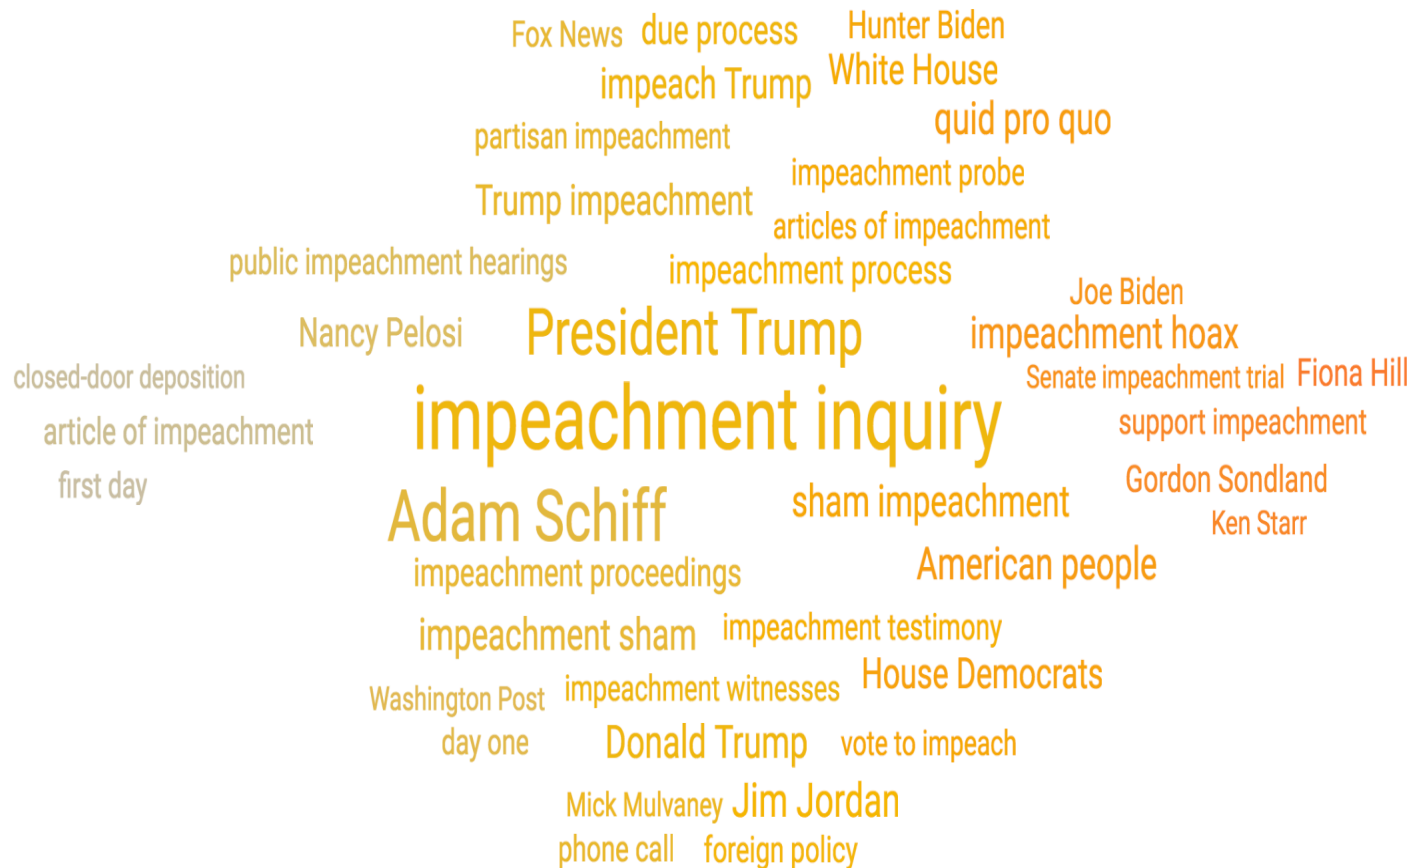 Fox News due process Hunter Biden
impeach Trump White House
partisan impeachment quid pro quo
impeachment probe
Trump impeachment
articles of impeachment
public impeachment hearings impeachment process
Joe Biden
Nancy Pelosi President Trump impeachment hoax
closed-door deposition Senate impeachment trial Fiona Hill
article of impeachment impeachment inquiry support impeachment
first day Gordon Sondland
Adam Schiff sham impeachment Ken Starr
impeachment proceedings American people
impeachment sham impeachment testimony
Washington Post impeachment witnesses House Democrats
day one Donald Trump vote to impeach
Mick Mulvaney Jim Jordan
phone call foreign policy